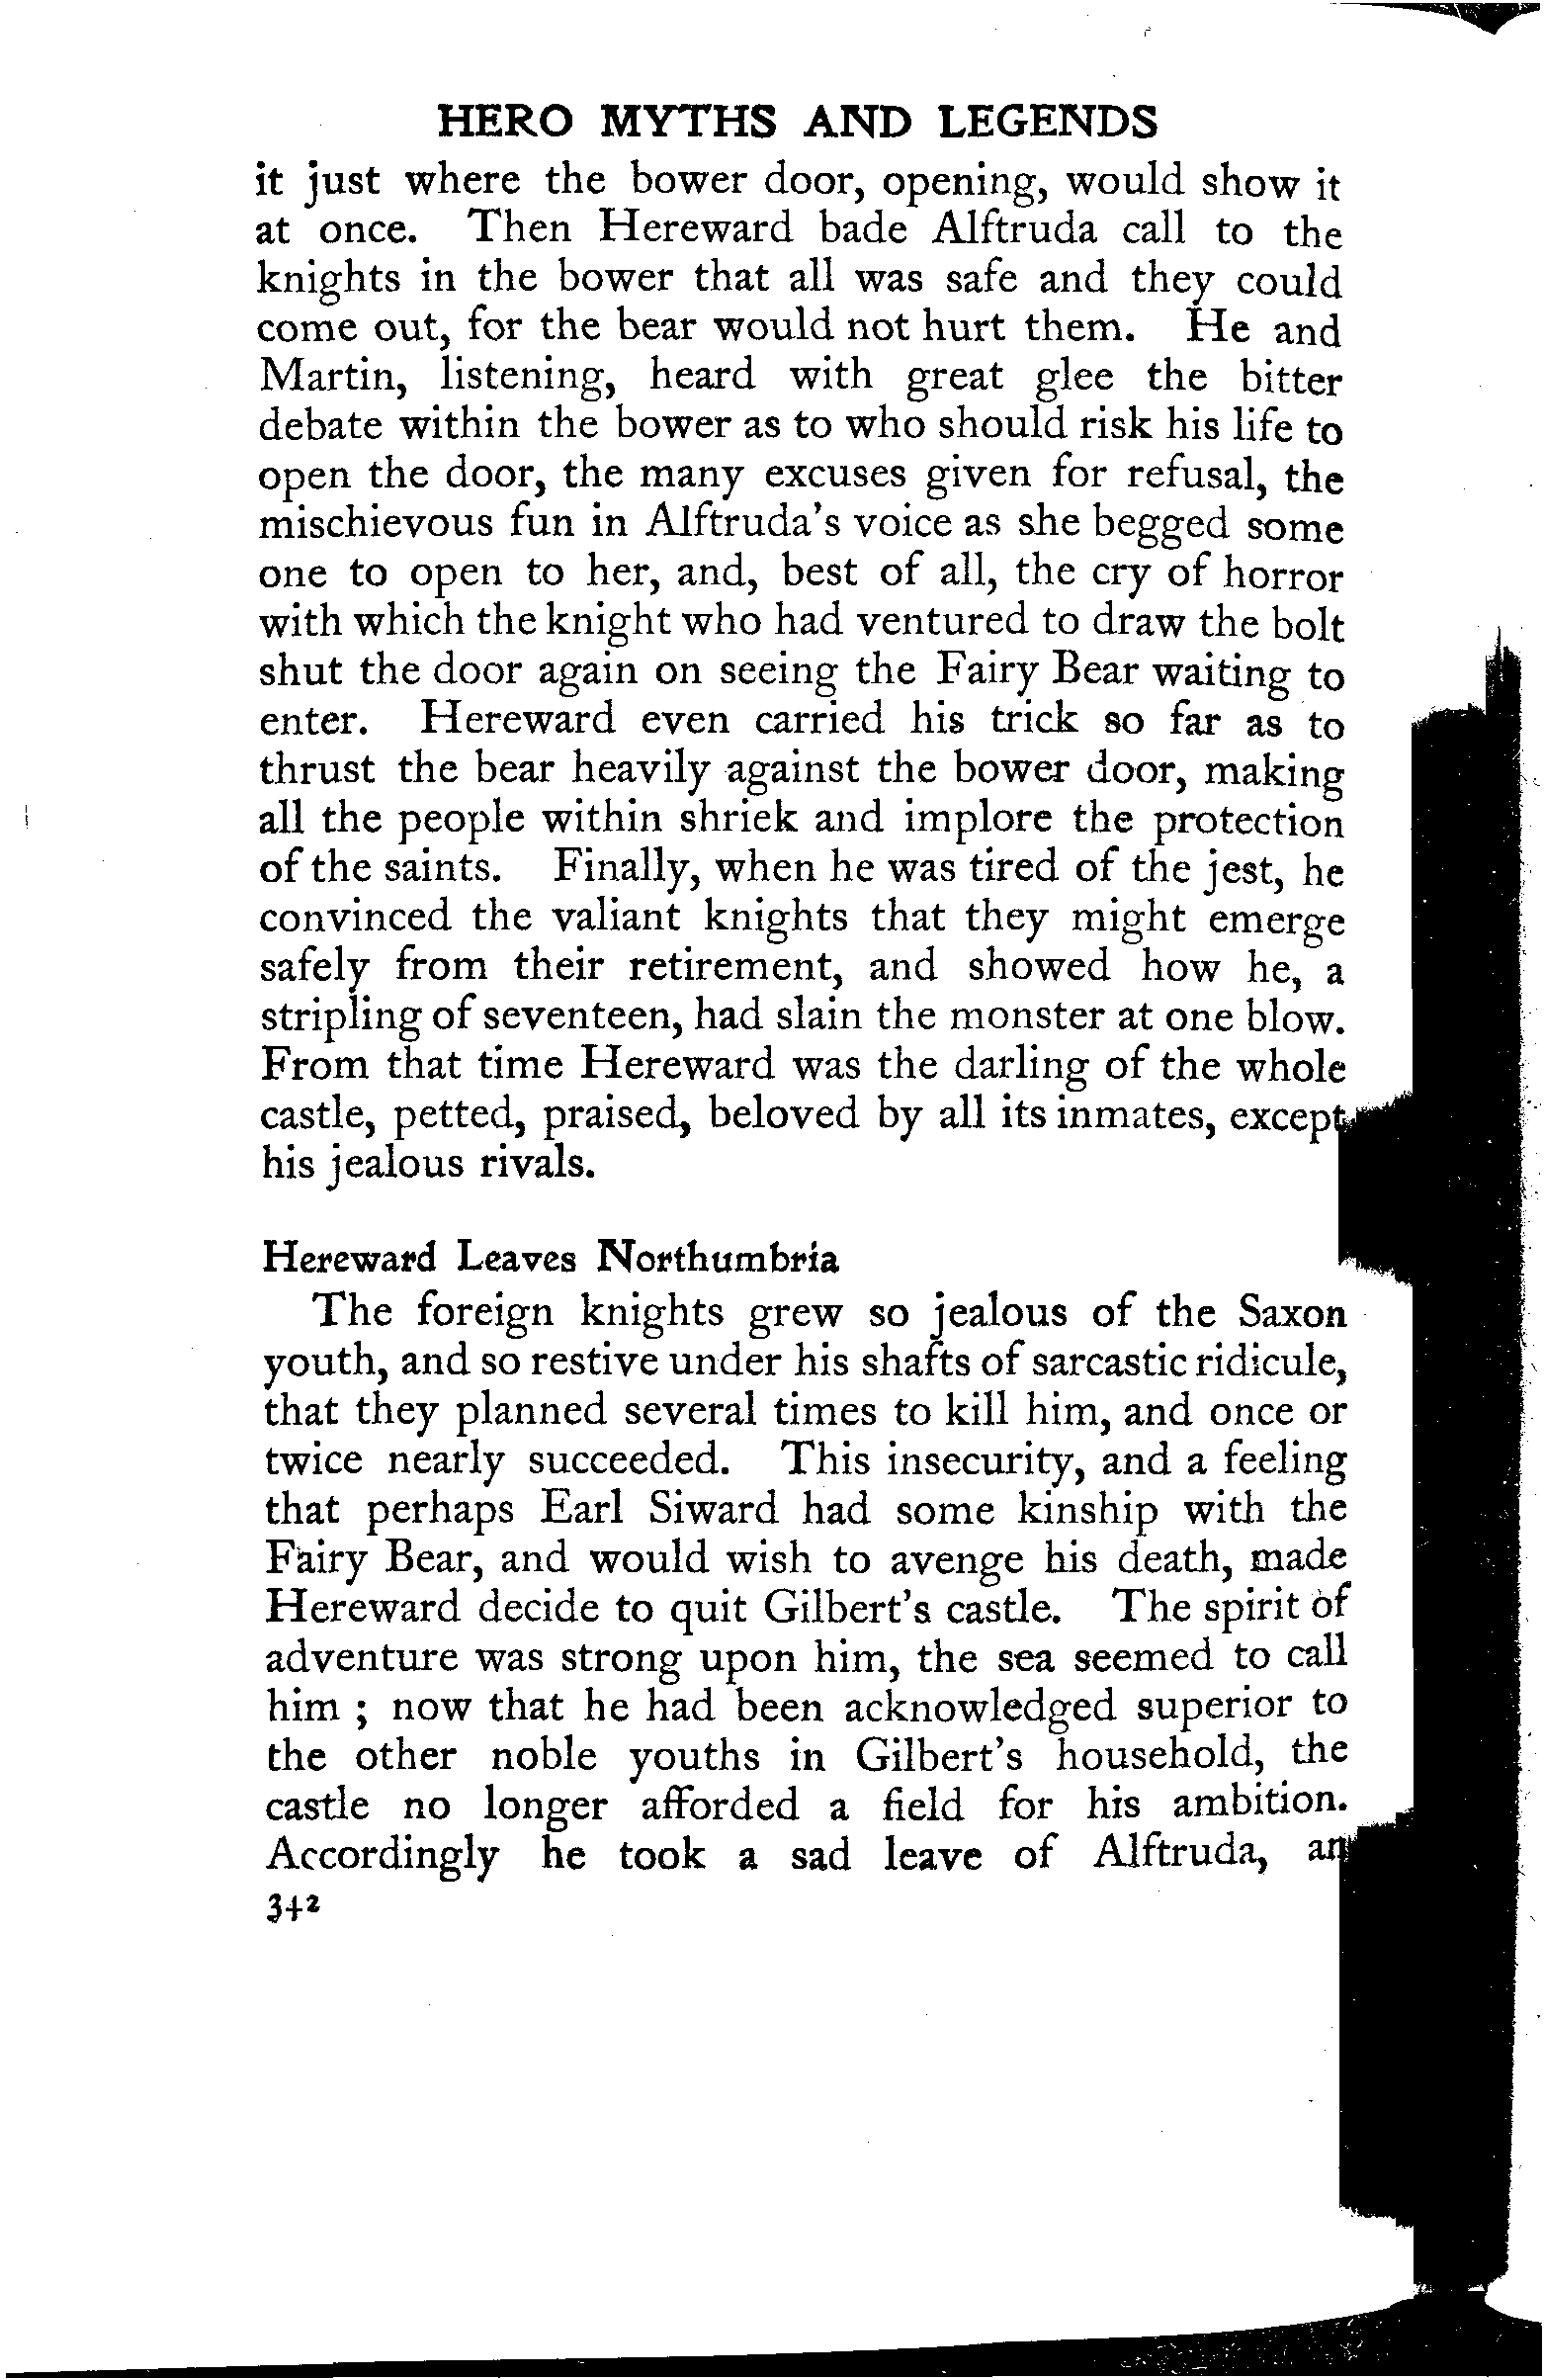 HERO MYTHS AND LEGENDS
it just where the bower door, opening, would show it
at once. Then Hereward bade Alftruda call to the
knights in the bower that all was safe and they could
come out, for the bear would not hurt them. He and
Martin, listening, heard with great glee the bitter
debate within the bower as to who should risk his life to
open the door, the many excuses given for refusal, the
mischievous fun in Alftruda's voice as she begged some
one to open to her, and, best of all, the cry of horror
with which the knight who had ventured to draw the bolt
shut the door again on seeing the Fairy Bear waiting to
enter. Hereward even carried his trick so far as to
thrust the bear heavily against the bower door, making
all the people within shriek and implore the protection
of the saints. Finally, when he was tired of the jest, he
convinced the valiant knights that they might emerge
safely from their retirement, and showed how he, a
stripling of seventeen, had slain the monster at one blow.
From that time Hereward was the darling of the whole
castle, petted, praised, beloved by all its inmates, except
his jealous rivals.
Hereward Leaves Northumbria
The foreign knights grew so jealous of the Saxon
youth, and so restive under his shafts of sarcastic ridicule,
that they planned several times to kill him, and once or
twice nearly succeeded. This insecurity, and a feeling
that perhaps Earl Siward had some kinship with the
Fairy Bear, and would wish to avenge his death, made
Hereward decide to quit Gilbert's castle. The spirit of
adventure was strong upon him, the sea seemed to call
him ; now that he had been acknowledged superior to
the other noble youths in Gilbert's household, the
castle no longer afforded a field for his ambition.
Accordingly he took a sad leave of Alftruda,
342